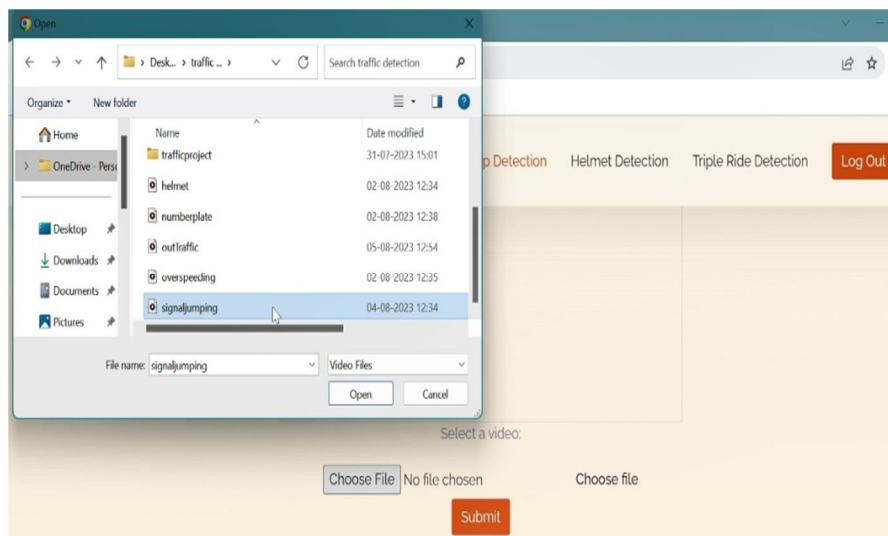 Open
Desk... > traffic ... >
Search traffic detection
Organize
New folder
Home
OneDrive - Perso
Desktop
Downloads
Documents
Pictures
Name
Date modified
trafficproject
31-07-2023 15:01
helmet
02-08-2023 12:34
numberplate
02-08-2023 12:38
outTraffic
05-08-2023 12:54
overspeeding
02-08-2023 12:35
signaljumping
04-08-2023 12:34
File name: signaljumping
Video Files
Open
Cancel
p Detection
Helmet Detection
Triple Ride Detection
Log Out
Select a video:
Choose File No file chosen
Choose file
Submit